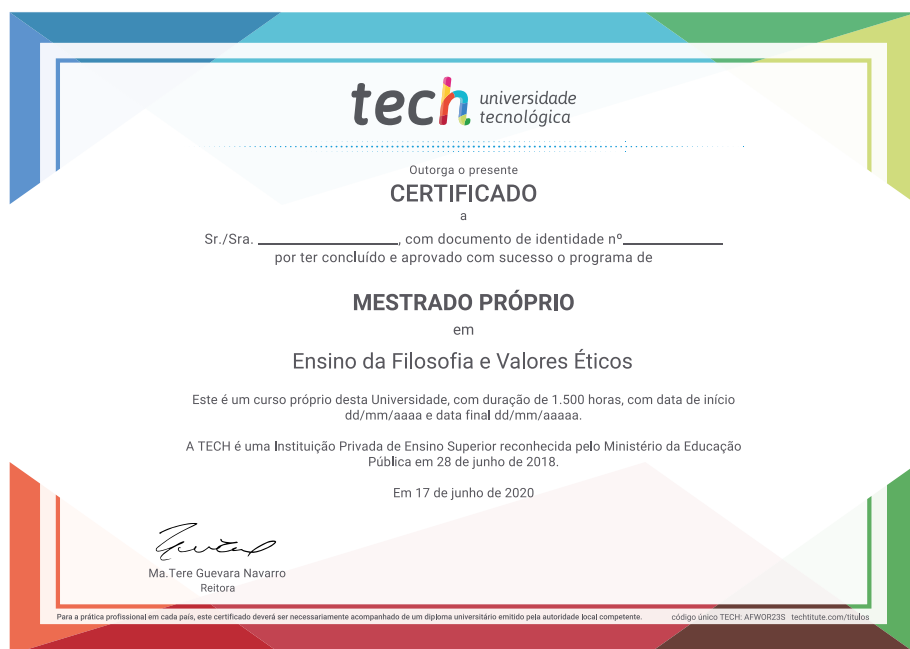 tech universidade
tecnológica
Outorga o presente
CERTIFICADO
a
Sr./Sra. ____________, com documento de identidade nº____________
por ter concluído e aprovado com sucesso o programa de
MESTRADO PRÓPRIO
em
Ensino da Filosofia e Valores Éticos
Este é um curso próprio desta Universidade, com duração de 1.500 horas, com data de início
dd/mm/aaaa e data final dd/mm/aaaaa.
A TECH é uma Instituição Privada de Ensino Superior reconhecida pelo Ministério da Educação
Pública em 28 de junho de 2018.
Em 17 de junho de 2020
Ma.Tere Guevara Navarro
Reitora
Para a prática profissional em cada país, este certificado deverá ser necessariamente acompanhado de um diploma universitário emitido pela autoridade local competente. código único TECH: AFWOR23S techtitute.com/titulos